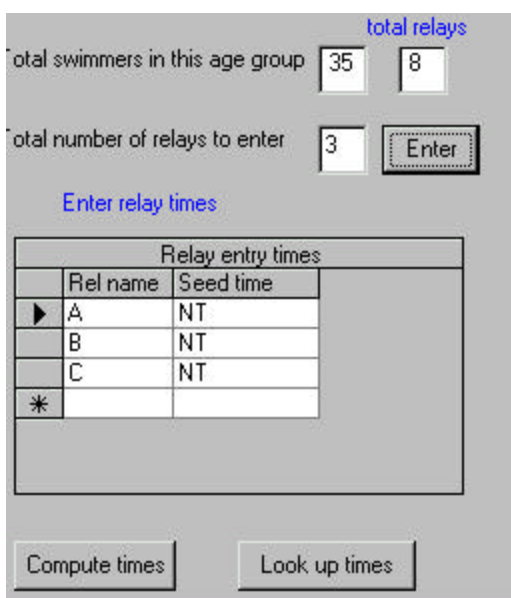 total relays
otal swimmers in this age group 35 8
otal number of relays to enter 3 Enter
Enter relay times
Relay entry times
Rel name Seed time
A NT
B NT
C NT
Compute times Look up times